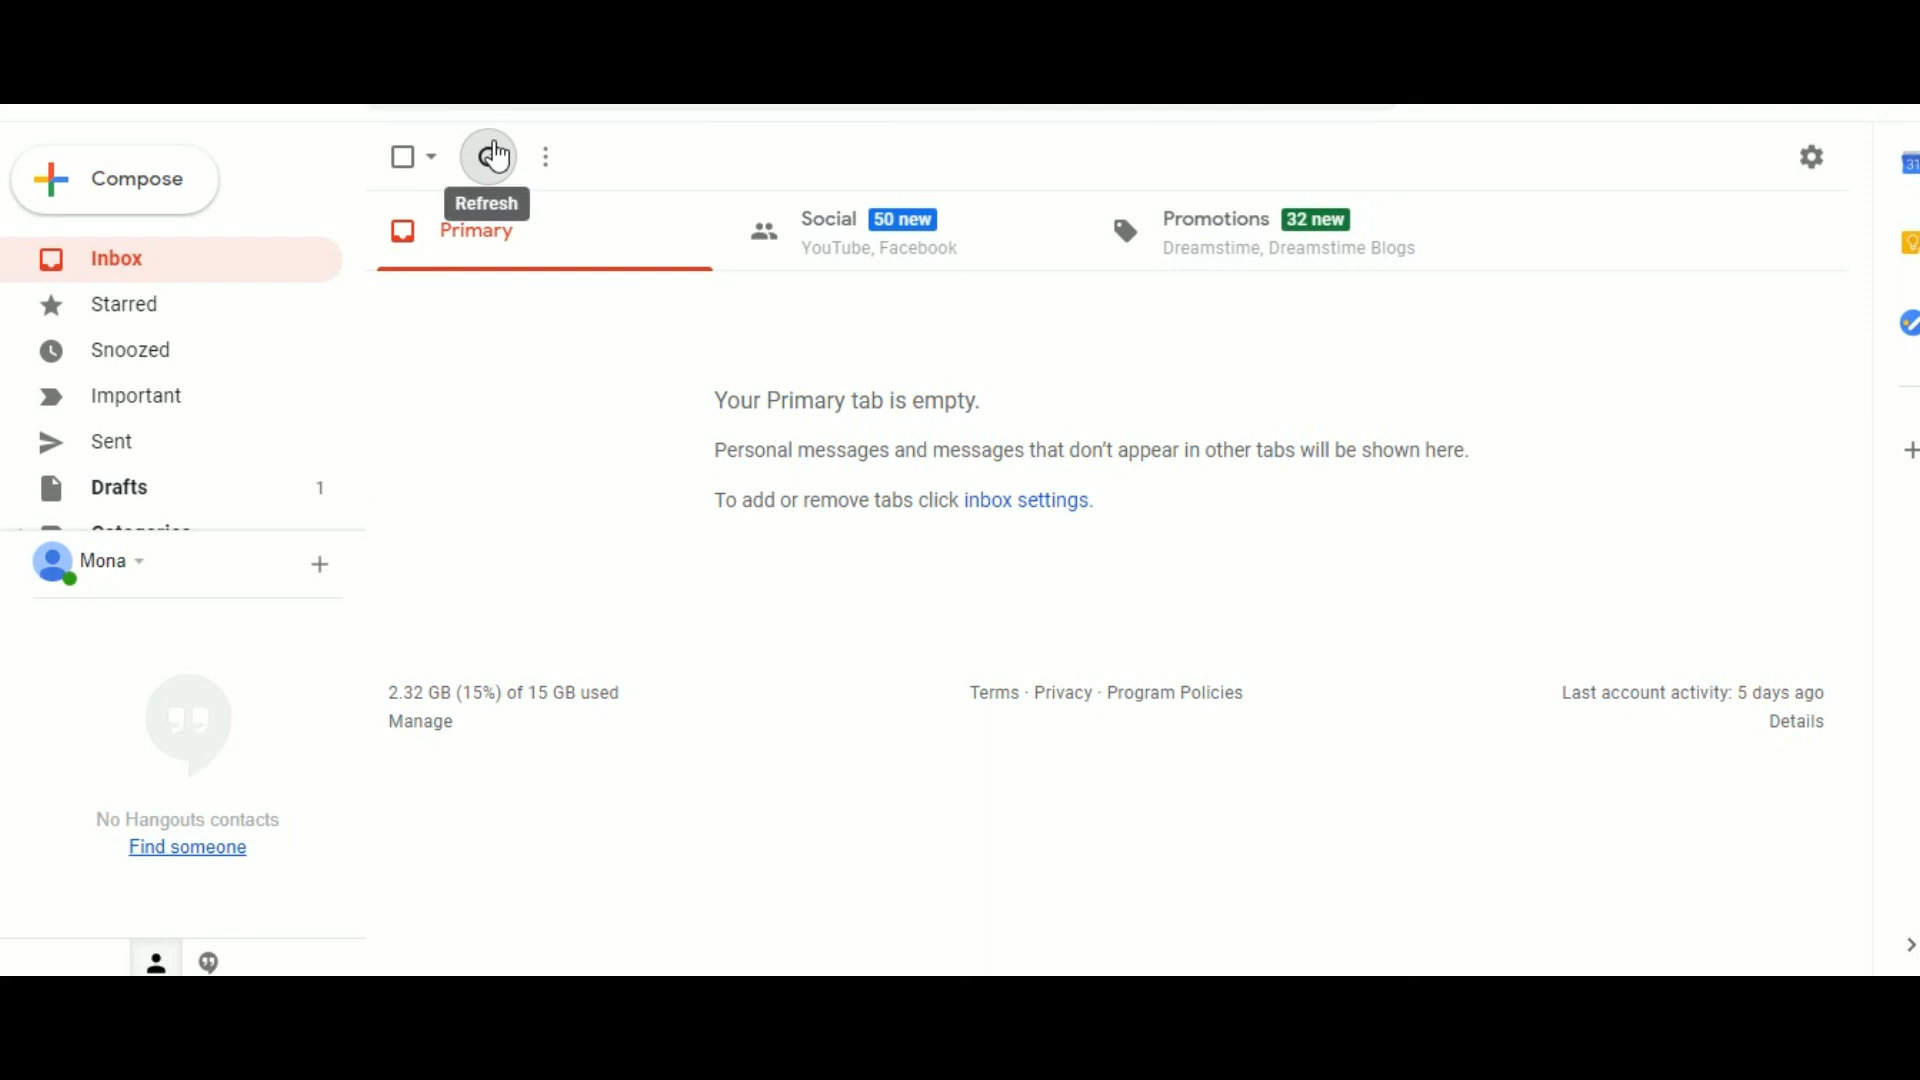 Compose
Refresh
Inbox
Primary
Social 50 new
YouTube, Facebook
Promotions 32 new
Dreamstime, Dreamstime Blogs
Starred
Snoozed
Important
Sent
Drafts 1
Categories
Your Primary tab is empty.
Personal messages and messages that don't appear in other tabs will be shown here.
To add or remove tabs click inbox settings.
Mona
2.32 GB (15%) of 15 GB used
Manage
Terms · Privacy · Program Policies
Last account activity: 5 days ago
Details
No Hangouts contacts
Find someone
31